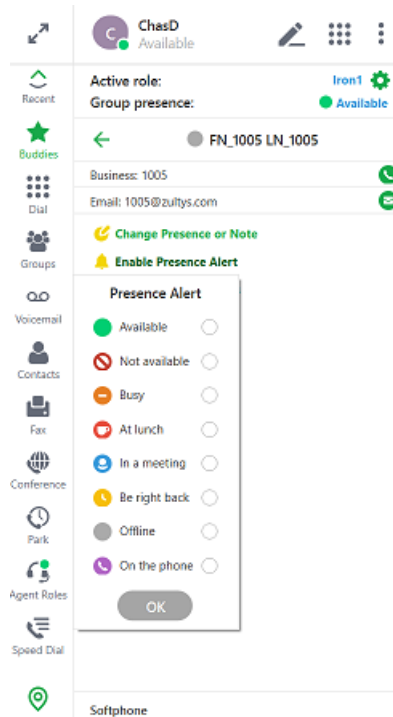 C
ChasD
Available
Active role: Iron1
Group presence: Available
Recent
Buddies
Dial
Groups
Voicemail
Contacts
Fax
Conference
Park
Agent Roles
Speed Dial
FN_1005 LN_1005
Business: 1005
Email: 1005@zultys.com
Change Presence or Note
Enable Presence Alert
Presence Alert
Available
Not available
Busy
At lunch
In a meeting
Be right back
Offline
On the phone
OK
Softphone